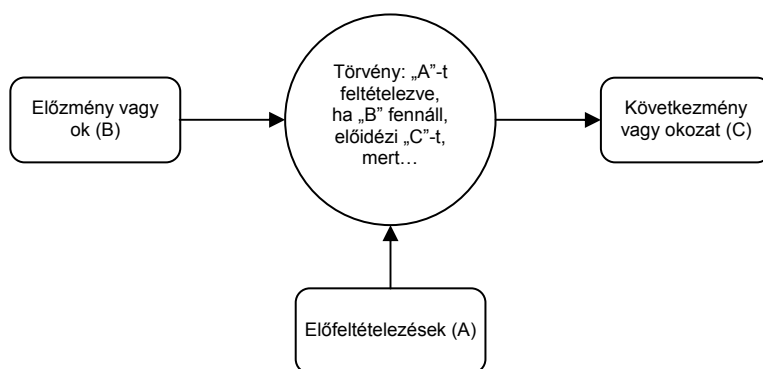 Előzmény vagy
ok (B)
Törvény: „A”-t
feltételezve,
ha „B” fennáll,
előidézi „C”-t,
mert…
Következmény
vagy okozat (C)
Előfeltételezések (A)